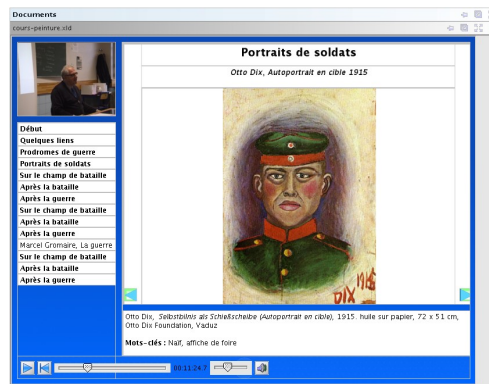 Documents
cours-peinture.xld
Portraits de soldats
Otto Dix, Autoportrait en cible 1915
Début
Quelques liens
Prodromes de guerre
Portraits de soldats
Sur le champ de bataille
Après la bataille
Après la guerre
Sur le champ de bataille
Après la bataille
Après la guerre
Marcel Gromaire, La guerre
Sur le champ de bataille
Après la bataille
Après la guerre
DIX 1915
Otto Dix, Selbstbilnis als Schießscheibe (Autoportrait en cible), 1915. huile sur papier, 72 x 51 cm,
Otto Dix Foundation, Vaduz
Mots-clés : Naïf, affiche de foire
00:11:24.7